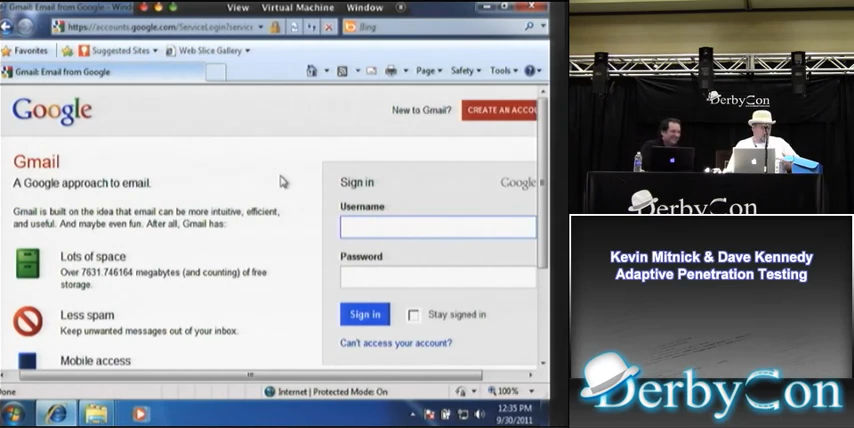 Gmail: Email from Google - Wind
View Virtual Machine Window
https://accounts.google.com/ServiceLogin?servic
Bing
Favorites Suggested Sites Web Slice Gallery
Gmail: Email from Google
Page Safety Tools
Google
New to Gmail? CREATE AN ACCO
Gmail
A Google approach to email.
Gmail is built on the idea that email can be more intuitive, efficient,
and useful. And maybe even fun. After all, Gmail has:
Lots of space
Over 7631.746164 megabytes (and counting) of free
storage.
Less spam
Keep unwanted messages out of your inbox.
Mobile access
Sign in Google
Username
Password
Sign in Stay signed in
Can't access your account?
Done
Internet | Protected Mode: On
100%
12:35 PM
9/30/2011
DerbyCon
DerbyCon
Kevin Mitnick & Dave Kennedy
Adaptive Penetration Testing
DerbyCon